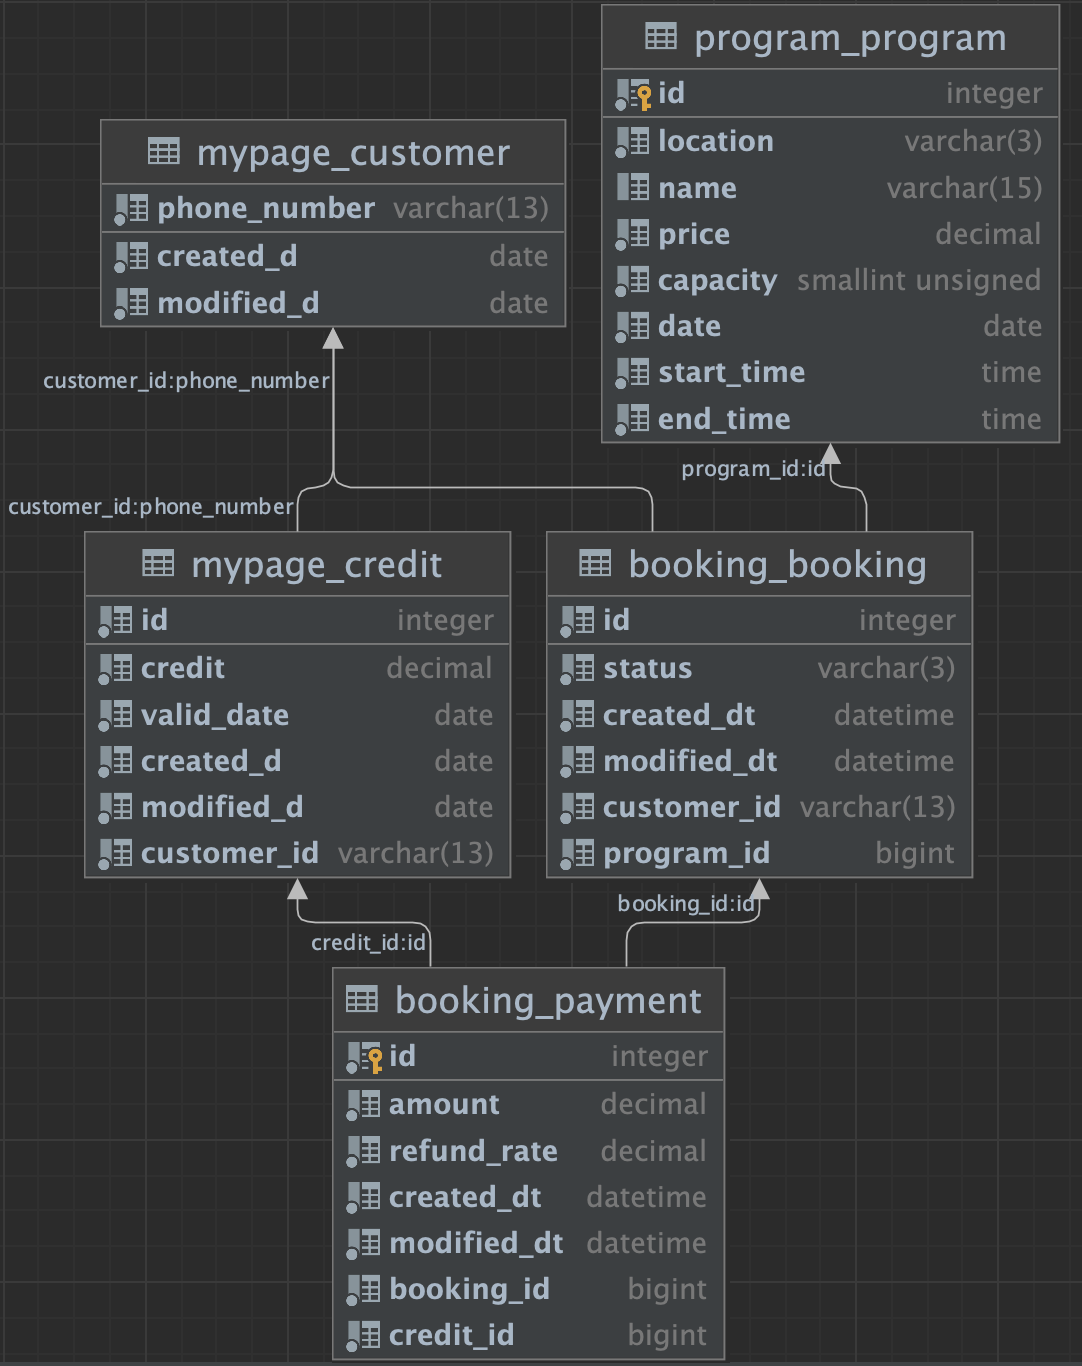 program_program
id integer
location varchar(3)
name varchar(15)
price decimal
capacity smallint unsigned
date date
start_time time
end_time time
mypage_customer
phone_number varchar(13)
created_d date
modified_d date
customer_id:phone_number
program_id:id
customer_id:phone_number
mypage_credit
id integer
credit decimal
valid_date date
created_d date
modified_d date
customer_id varchar(13)
booking_booking
id integer
status varchar(3)
created_dt datetime
modified_dt datetime
customer_id varchar(13)
program_id bigint
booking_id:id
credit_id:id
booking_payment
id integer
amount decimal
refund_rate decimal
created_dt datetime
modified_dt datetime
booking_id bigint
credit_id bigint